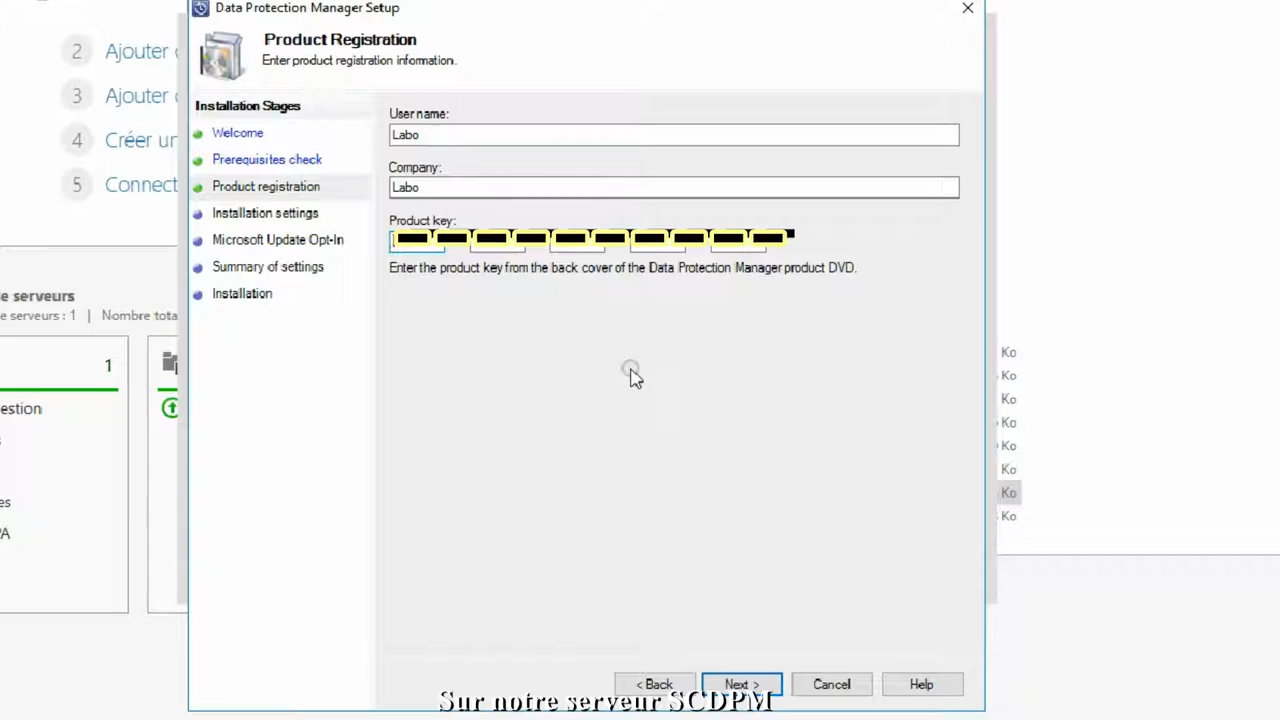 Data Protection Manager Setup
Product Registration
Enter product registration information.
2 Ajouter
3 Ajouter
4 Créer un
5 Connect
Installation Stages
Welcome
Prerequisites check
Product registration
Installation settings
Microsoft Update Opt-In
Summary of settings
Installation
User name:
Labo
Company:
Labo
Product key:
Enter the product key from the back cover of the Data Protection Manager product DVD.
e serveurs
e serveurs : 1 | Nombre tota
1
estion
es
PA
Ko
Ko
Ko
Ko
Ko
Ko
Ko
Ko
< Back
Next >
Cancel
Help
Sur notre serveur SCDPM